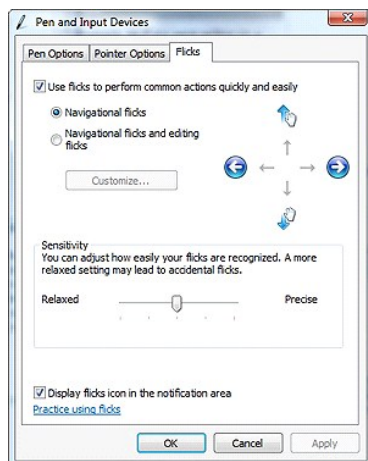 Pen and Input Devices
Pen Options Pointer Options Flicks
Use flicks to perform common actions quickly and easily
Navigational flicks
Navigational flicks and editing
flicks
Customize...
Sensitivity
You can adjust how easily your flicks are recognized. A more
relaxed setting may lead to accidental flicks.
Relaxed Precise
Display flicks icon in the notification area
Practice using flicks
OK Cancel Apply